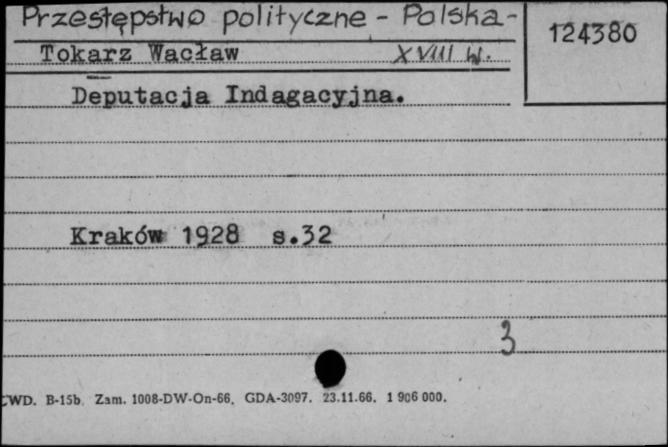 Przestępstwo polityczne - Polska -
124380
Tokarz Wacław XVIII w.
Deputacja Indagacyjna.
Kraków 1928 s.32
3
CWD. B-15b. Zam. 1008-DW-On-66. GDA-3097. 23.11.66. 1 906 000.